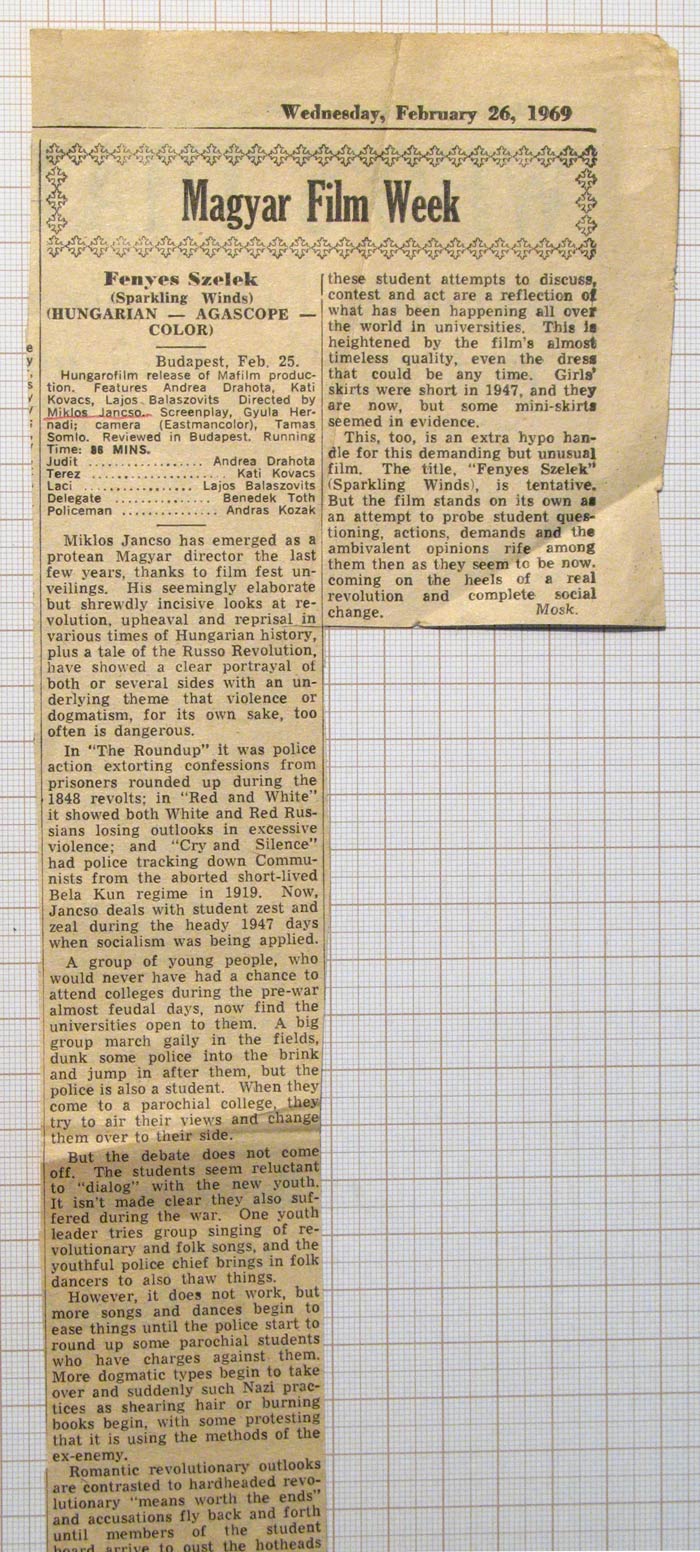 Wednesday, February 26, 1969
Magyar Film Week
Fenyes Szelek
(Sparkling Winds)
(HUNGARIAN — AGASCOPE —
COLOR)
Budapest, Feb. 25.
Hungarofilm release of Mafilm produc-
tion. Features Andrea Drahota, Kati
Kovacs, Lajos Balaszovits Directed by
Miklos Jancso. Screenplay, Gyula Her-
nadi; camera (Eastmancolor), Tamas
Somlo. Reviewed in Budapest. Running
Time: 86 MINS.
Judit ................ Andrea Drahota
Terez .................. Kati Kovacs
Laci ................ Lajos Balaszovits
Delegate .............. Benedek Toth
Policeman ............. Andras Kozak
Miklos Jancso has emerged as a
protean Magyar director the last
few years, thanks to film fest un-
veilings. His seemingly elaborate
but shrewdly incisive looks at re-
volution, upheaval and reprisal in
various times of Hungarian history,
plus a tale of the Russo Revolution,
have showed a clear portrayal of
both or several sides with an un-
derlying theme that violence or
dogmatism, for its own sake, too
often is dangerous.
In "The Roundup" it was police
action extorting confessions from
prisoners rounded up during the
1848 revolts; in "Red and White"
it showed both White and Red Rus-
sians losing outlooks in excessive
violence; and "Cry and Silence"
had police tracking down Commu-
nists from the aborted short-lived
Bela Kun regime in 1919. Now,
Jancso deals with student zest and
zeal during the heady 1947 days
when socialism was being applied.
A group of young people, who
would never have had a chance to
attend colleges during the pre-war
almost feudal days, now find the
universities open to them. A big
group march gaily in the fields,
dunk some police into the brink
and jump in after them, but the
police is also a student. When they
come to a parochial college, they
try to air their views and change
them over to their side.
But the debate does not come
off. The students seem reluctant
to "dialog" with the new youth.
It isn't made clear they also suf-
fered during the war. One youth
leader tries group singing of re-
volutionary and folk songs, and the
youthful police chief brings in folk
dancers to also thaw things.
However, it does not work, but
more songs and dances begin to
ease things until the police start to
round up some parochial students
who have charges against them.
More dogmatic types begin to take
over and suddenly such Nazi prac-
tices as shearing hair or burning
books begin, with some protesting
that it is using the methods of the
ex-enemy.
Romantic revolutionary outlooks
are contrasted to hardheaded revo-
lutionary "means worth the ends"
and accusations fly back and forth
until members of the student
board arrive to oust the hotheads
these student attempts to discuss,
contest and act are a reflection of
what has been happening all over
the world in universities. This is
heightened by the film's almost
timeless quality, even the dress
that could be any time. Girls'
skirts were short in 1947, and they
are now, but some mini-skirts
seemed in evidence.
This, too, is an extra hypo han-
dle for this demanding but unusual
film. The title, "Fenyes Szelek"
(Sparkling Winds), is tentative.
But the film stands on its own as
an attempt to probe student ques-
tioning, actions, demands and the
ambivalent opinions rife among
them then as they seem to be now.
coming on the heels of a real
revolution and complete social
change. Mosk.